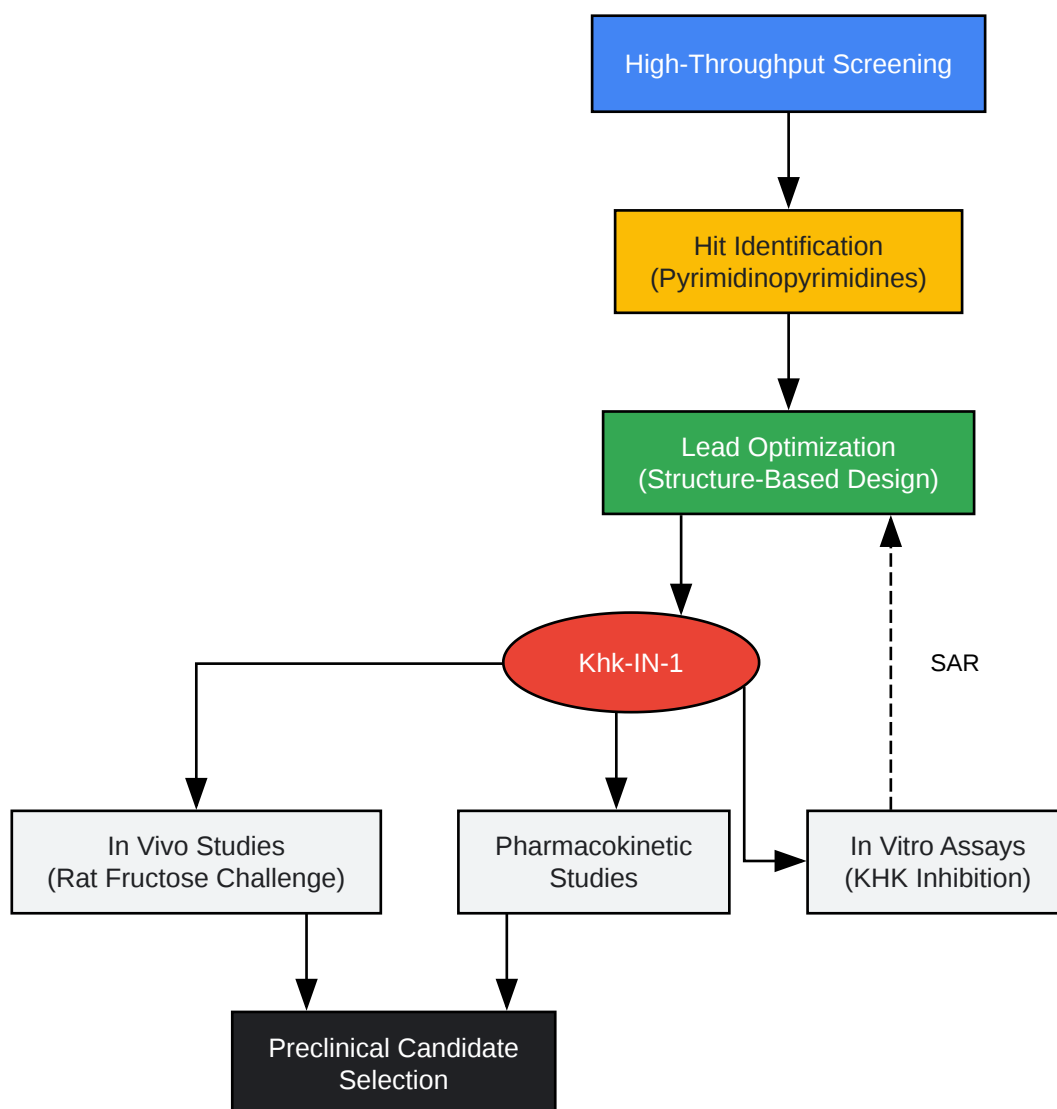 High-Throughput Screening
Hit Identification
(Pyrimidinopyrimidines)
Lead Optimization
(Structure-Based Design)
Khk-IN-1
SAR
In Vivo Studies
(Rat Fructose Challenge)
Pharmacokinetic
Studies
In Vitro Assays
(KHK Inhibition)
Preclinical Candidate
Selection